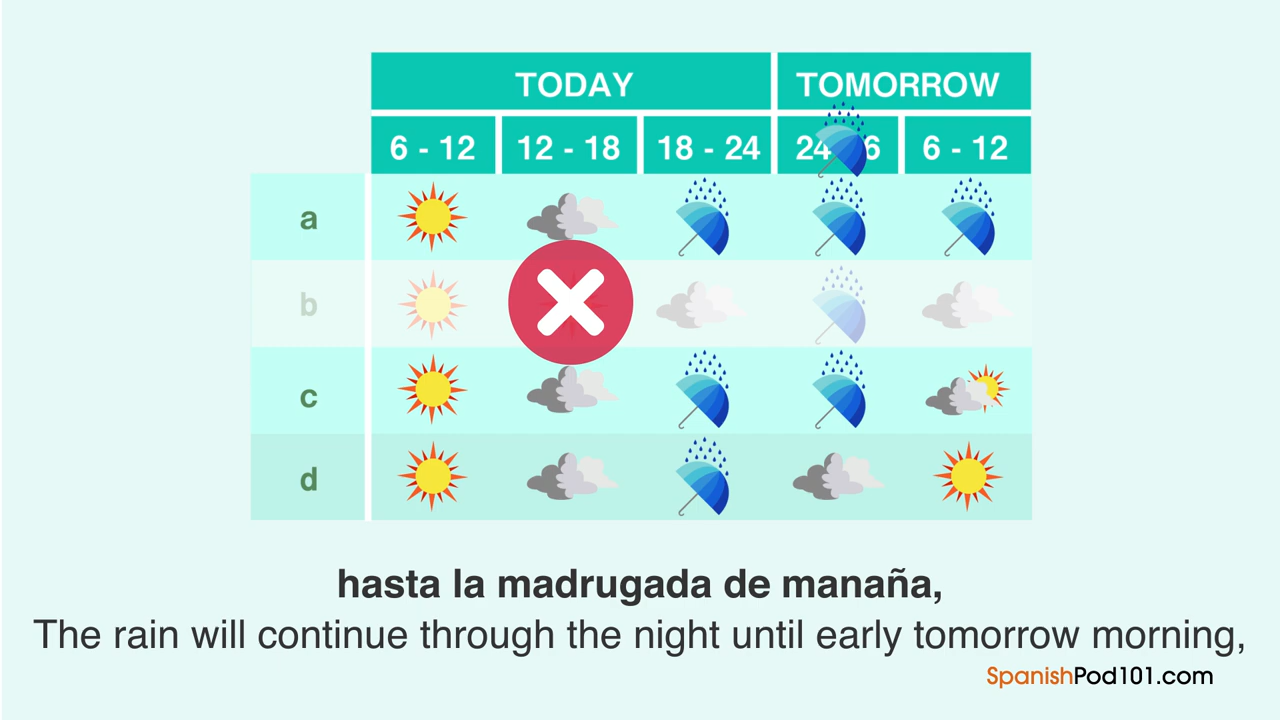 TODAY TOMORROW
6 - 12 12 - 18 18 - 24 24 6 6 - 12
a
b
c
d
hasta la madrugada de manaña,
The rain will continue through the night until early tomorrow morning,
SpanishPod101.com